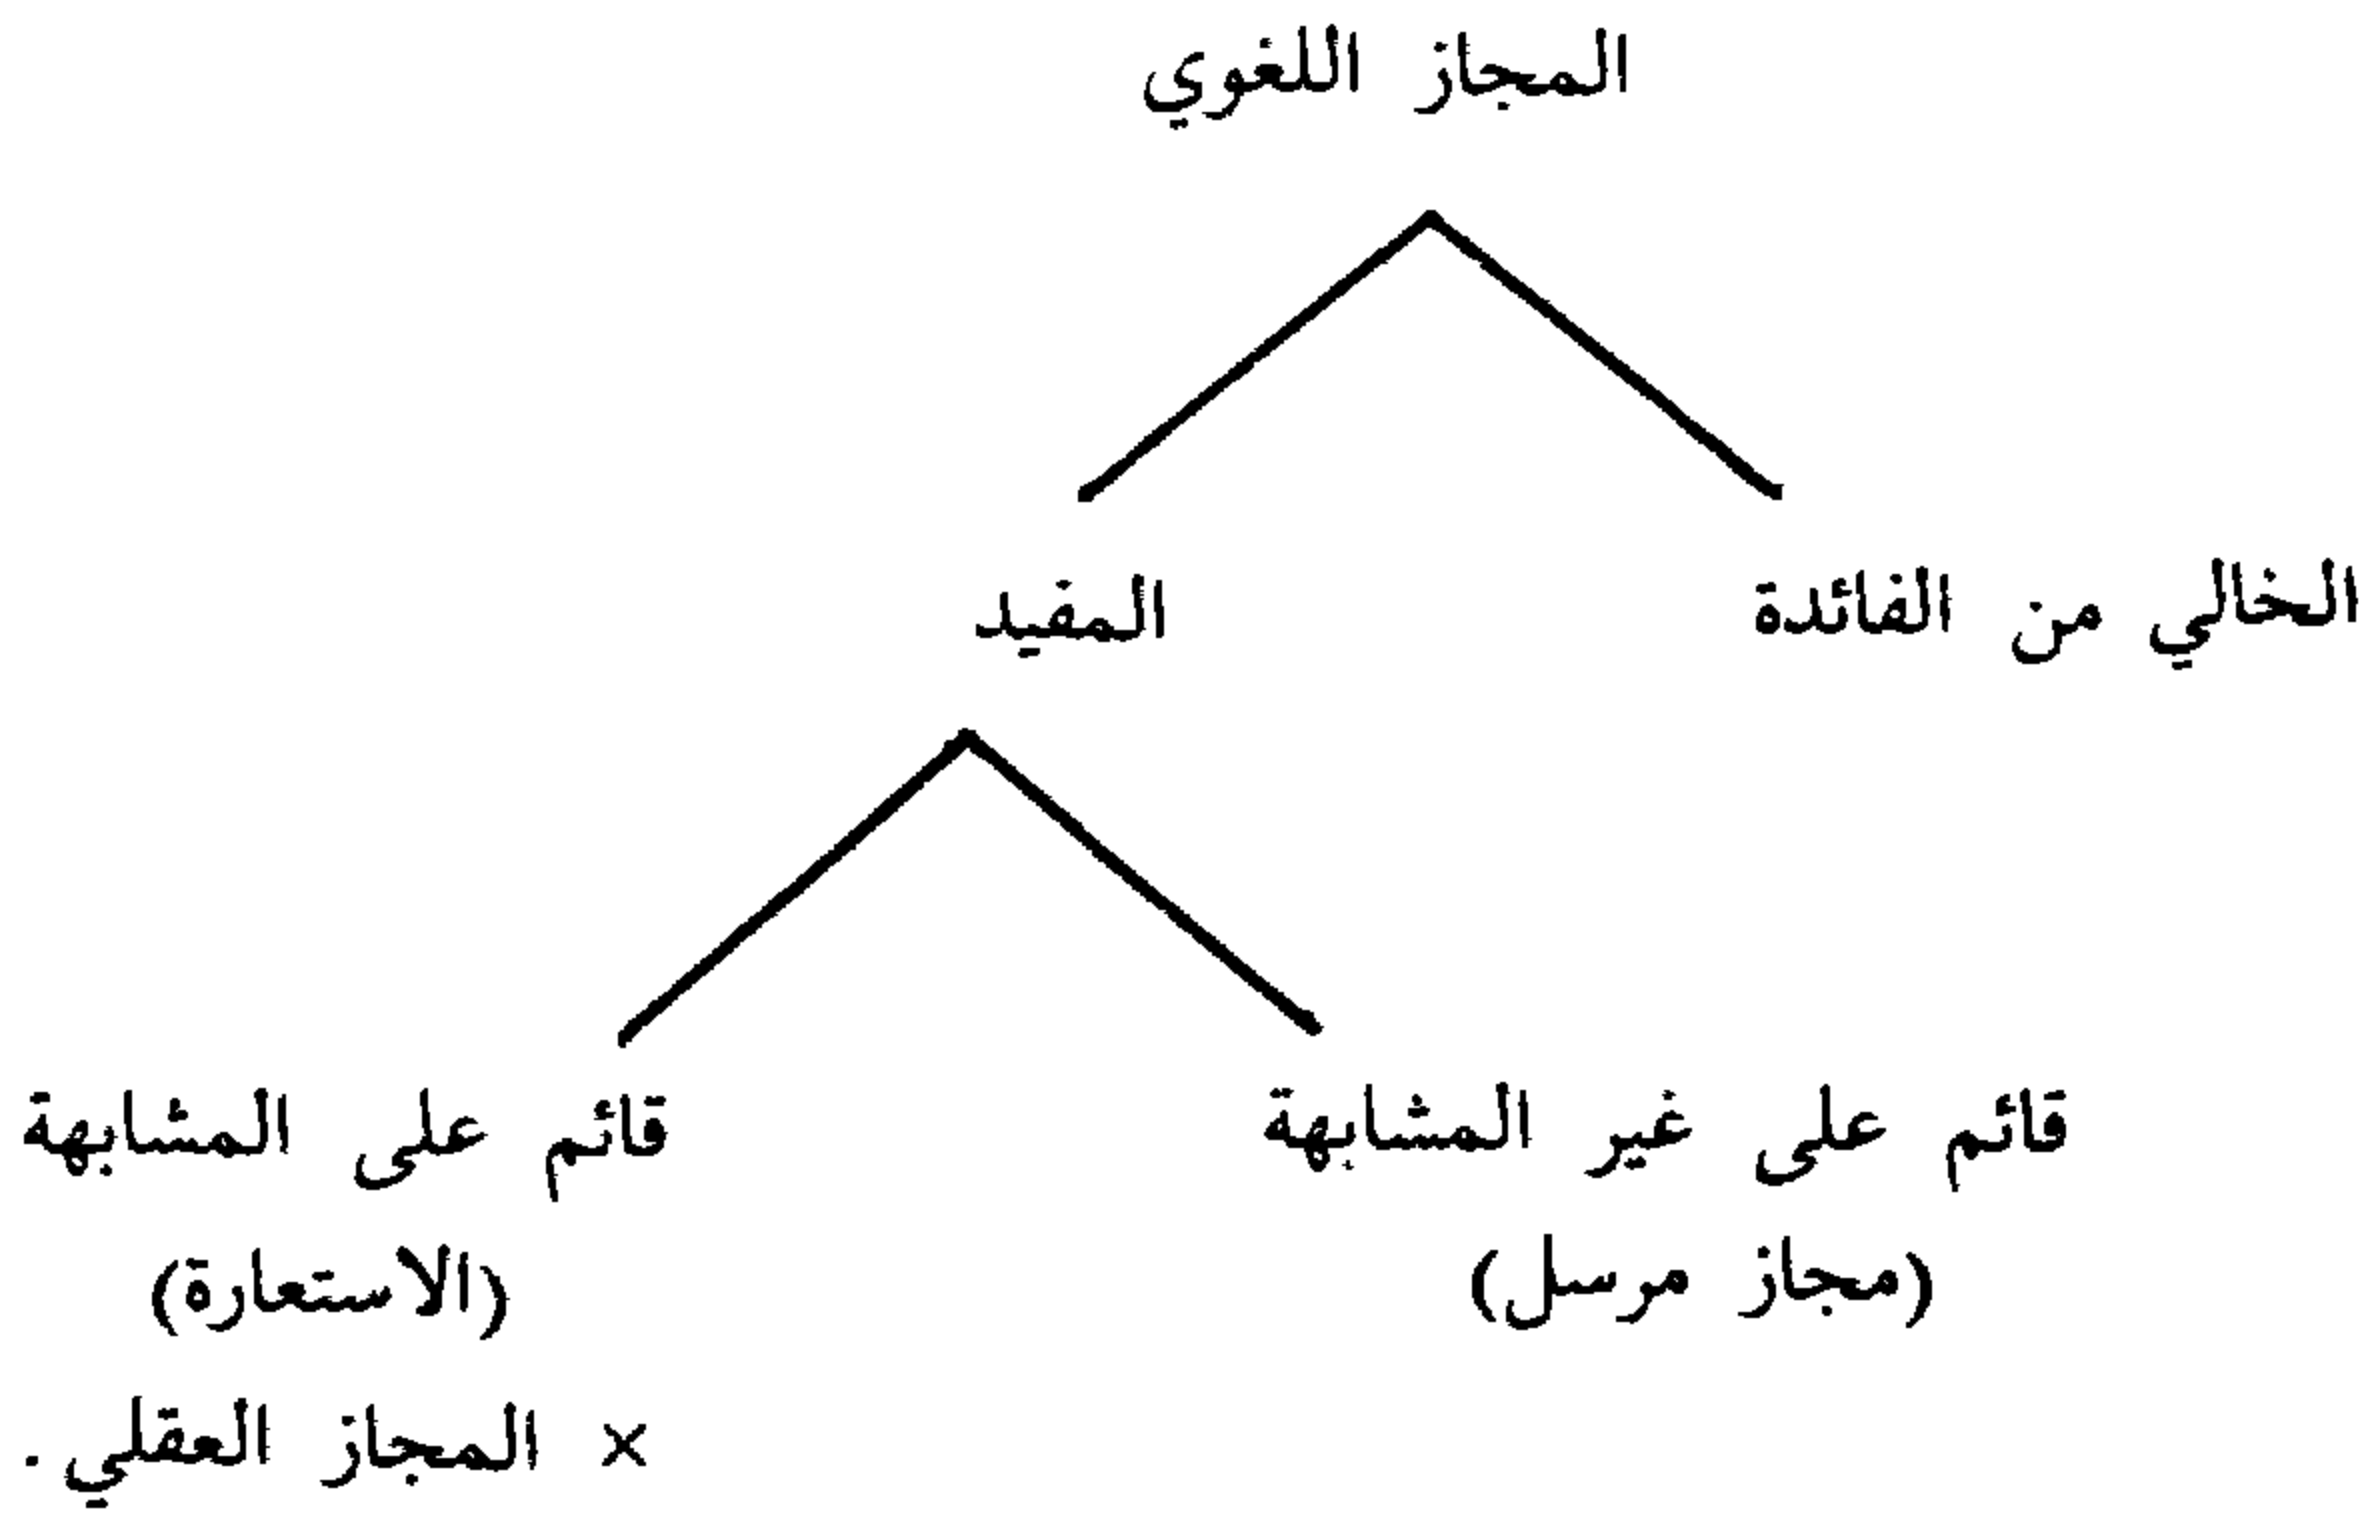 المجاز اللغوي
الخالي من الفائدة
المفيد
قائم على غير المشابهة
(مجاز مرسل)
قائم على المشابهة
(الاستعارة)
× المجاز العقلي.